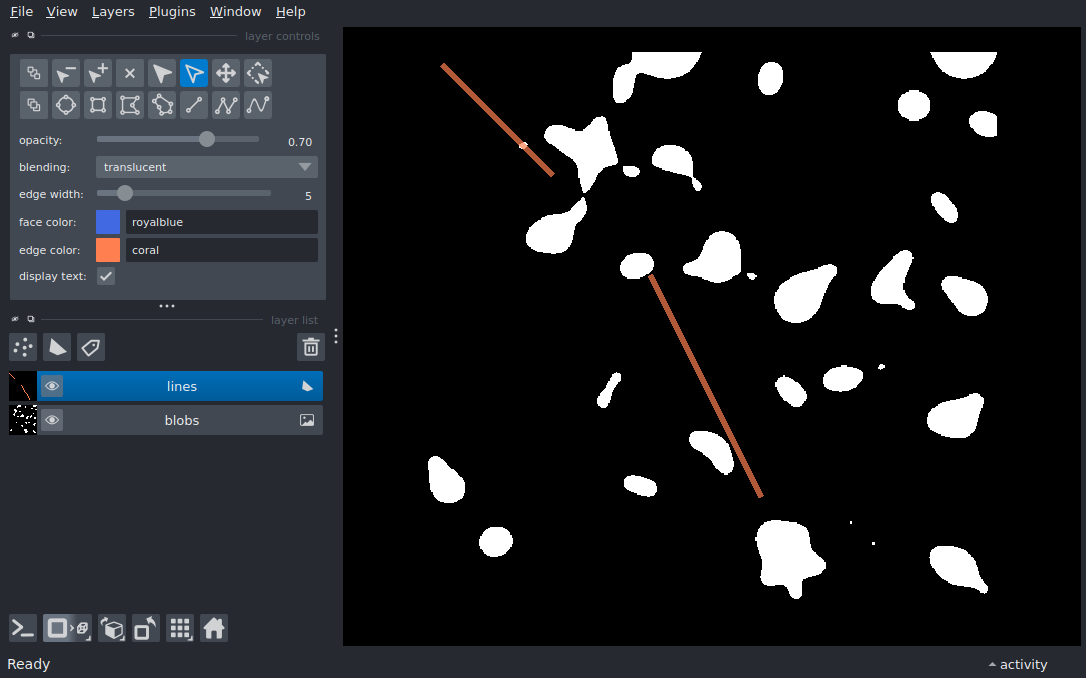 File View Layers Plugins Window Help
layer controls
opacity: 0.70
blending: translucent
edge width: 5
face color: royalblue
edge color: coral
display text:
layer list
lines
blobs
Ready activity